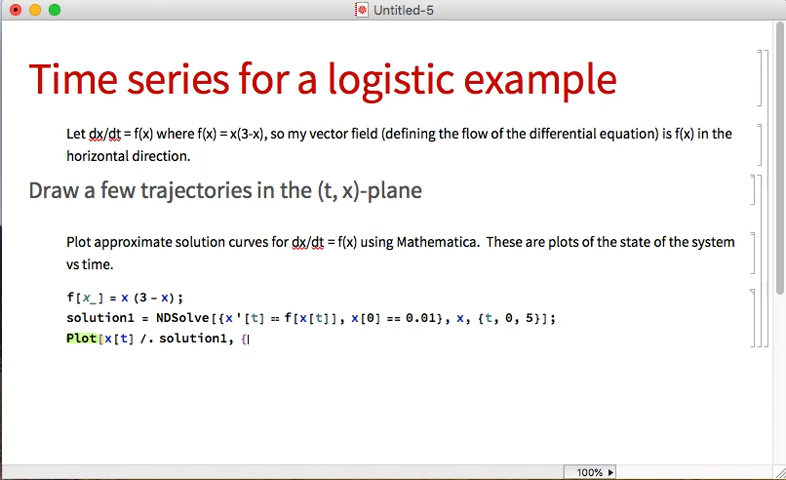 Untitled-5
Time series for a logistic example
Let dx/dt = f(x) where f(x) = x(3-x), so my vector field (defining the flow of the differential equation) is f(x) in the
horizontal direction.
Draw a few trajectories in the (t, x)-plane
Plot approximate solution curves for dx/dt = f(x) using Mathematica.  These are plots of the state of the system
vs time.
f[x_] = x (3 - x);
solution1 = NDSolve[{x'[t] == f[x[t]], x[0] == 0.01}, x, {t, 0, 5}];
Plot[x[t] /. solution1, {
100%